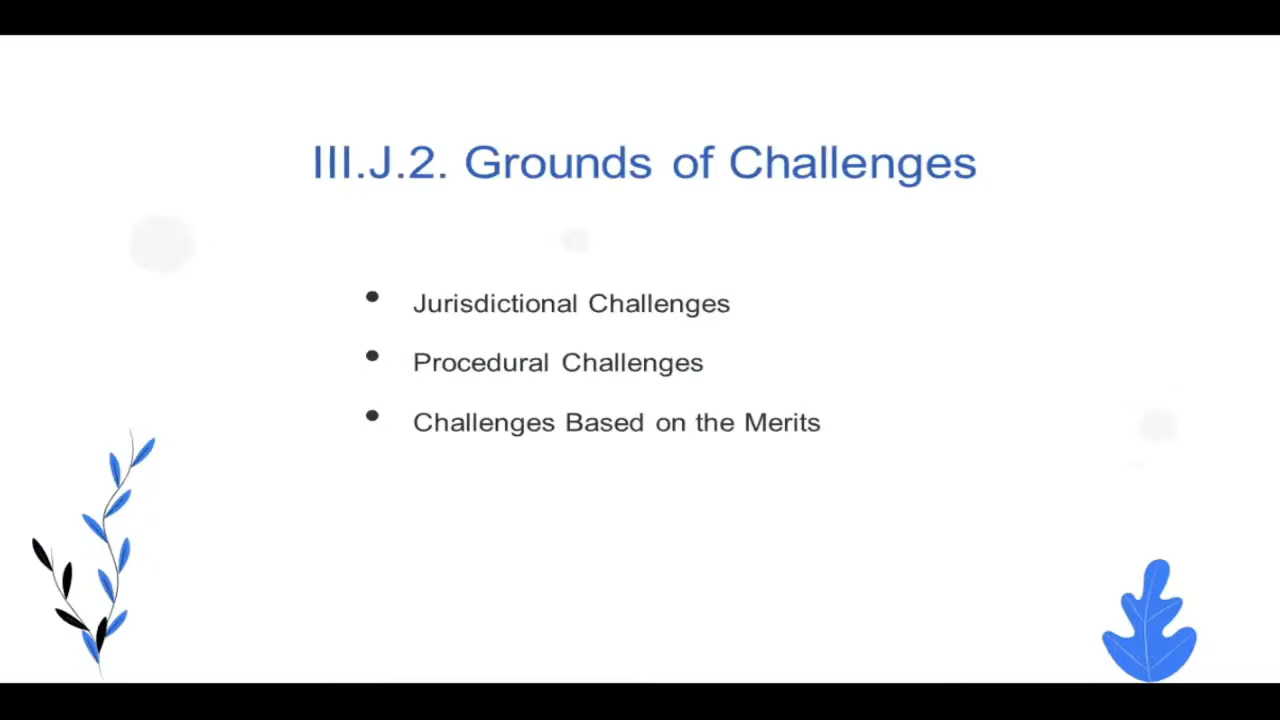 III.J.2. Grounds of Challenges
• Jurisdictional Challenges
• Procedural Challenges
• Challenges Based on the Merits